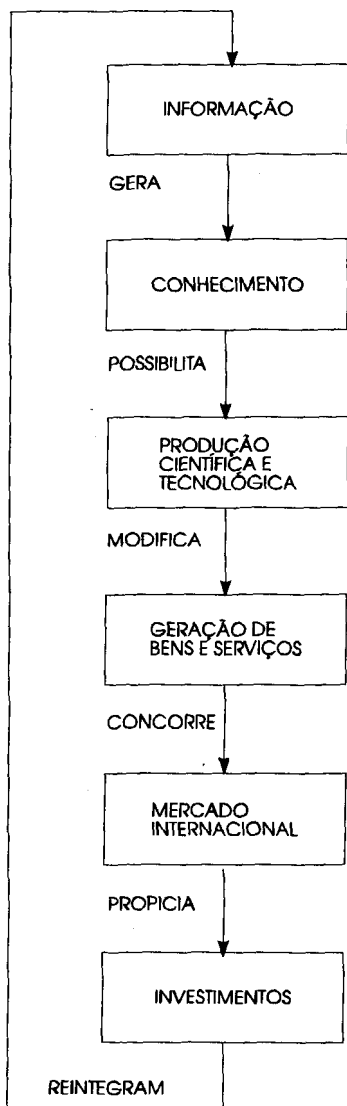 INFORMAÇÃO
GERA
CONHECIMENTO
POSSIBILITA
PRODUÇÃO
CIENTÍFICA E
TECNOLÓGICA
MODIFICA
GERAÇÃO DE
BENS E SERVIÇOS
CONCORRE
MERCADO
INTERNACIONAL
PROPICIA
INVESTIMENTOS
REINTEGRAM